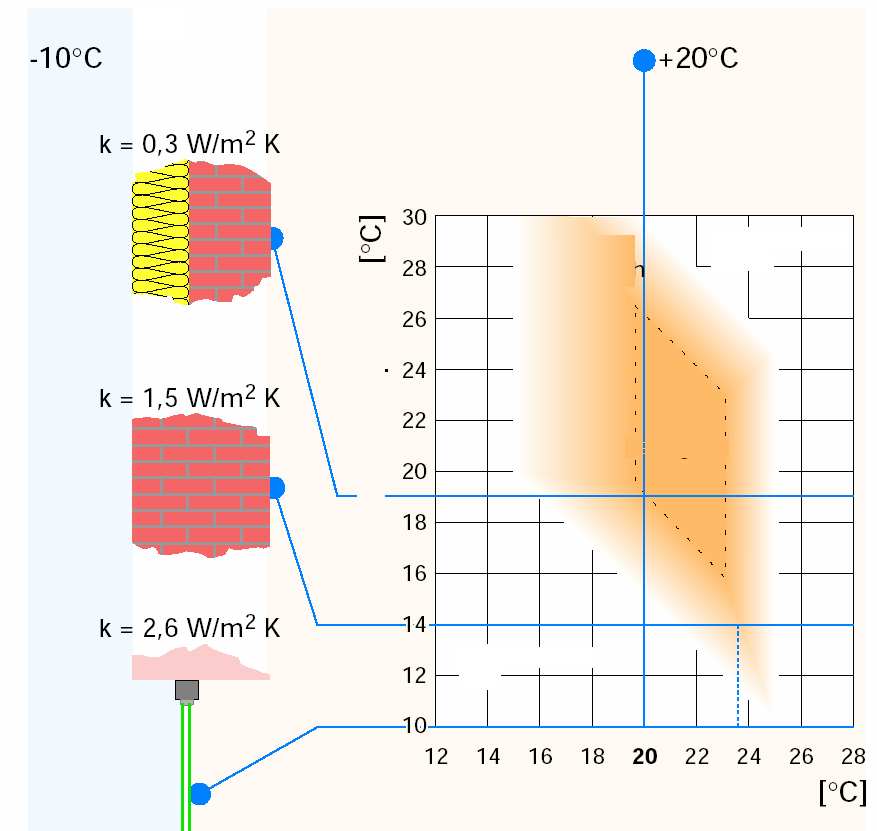 -10°C
+20°C
k = 0,3 W/m² K
k = 1,5 W/m² K
k = 2,6 W/m² K
[°C]
30
28
26
24
22
20
18
16
14
12
10
n
12 14 16 18 20 22 24 26 28
[°C]